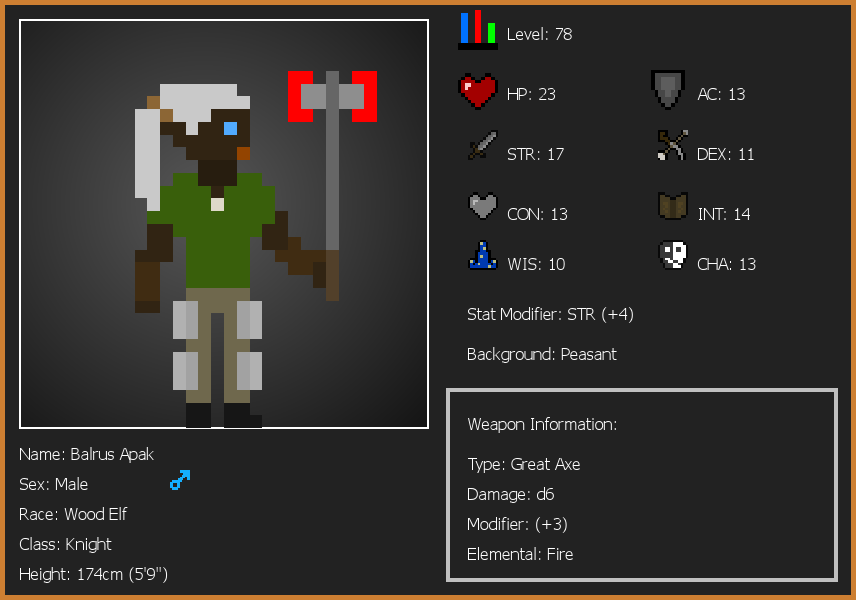 Level: 78
HP: 23
AC: 13
STR: 17
DEX: 11
CON: 13
INT: 14
WIS: 10
CHA: 13
Stat Modifier: STR (+4)
Background: Peasant
Weapon Information:
Type: Great Axe
Damage: d6
Modifier: (+3)
Elemental: Fire
Name: Balrus Apak
Sex: Male
Race: Wood Elf
Class: Knight
Height: 174cm (5'9")